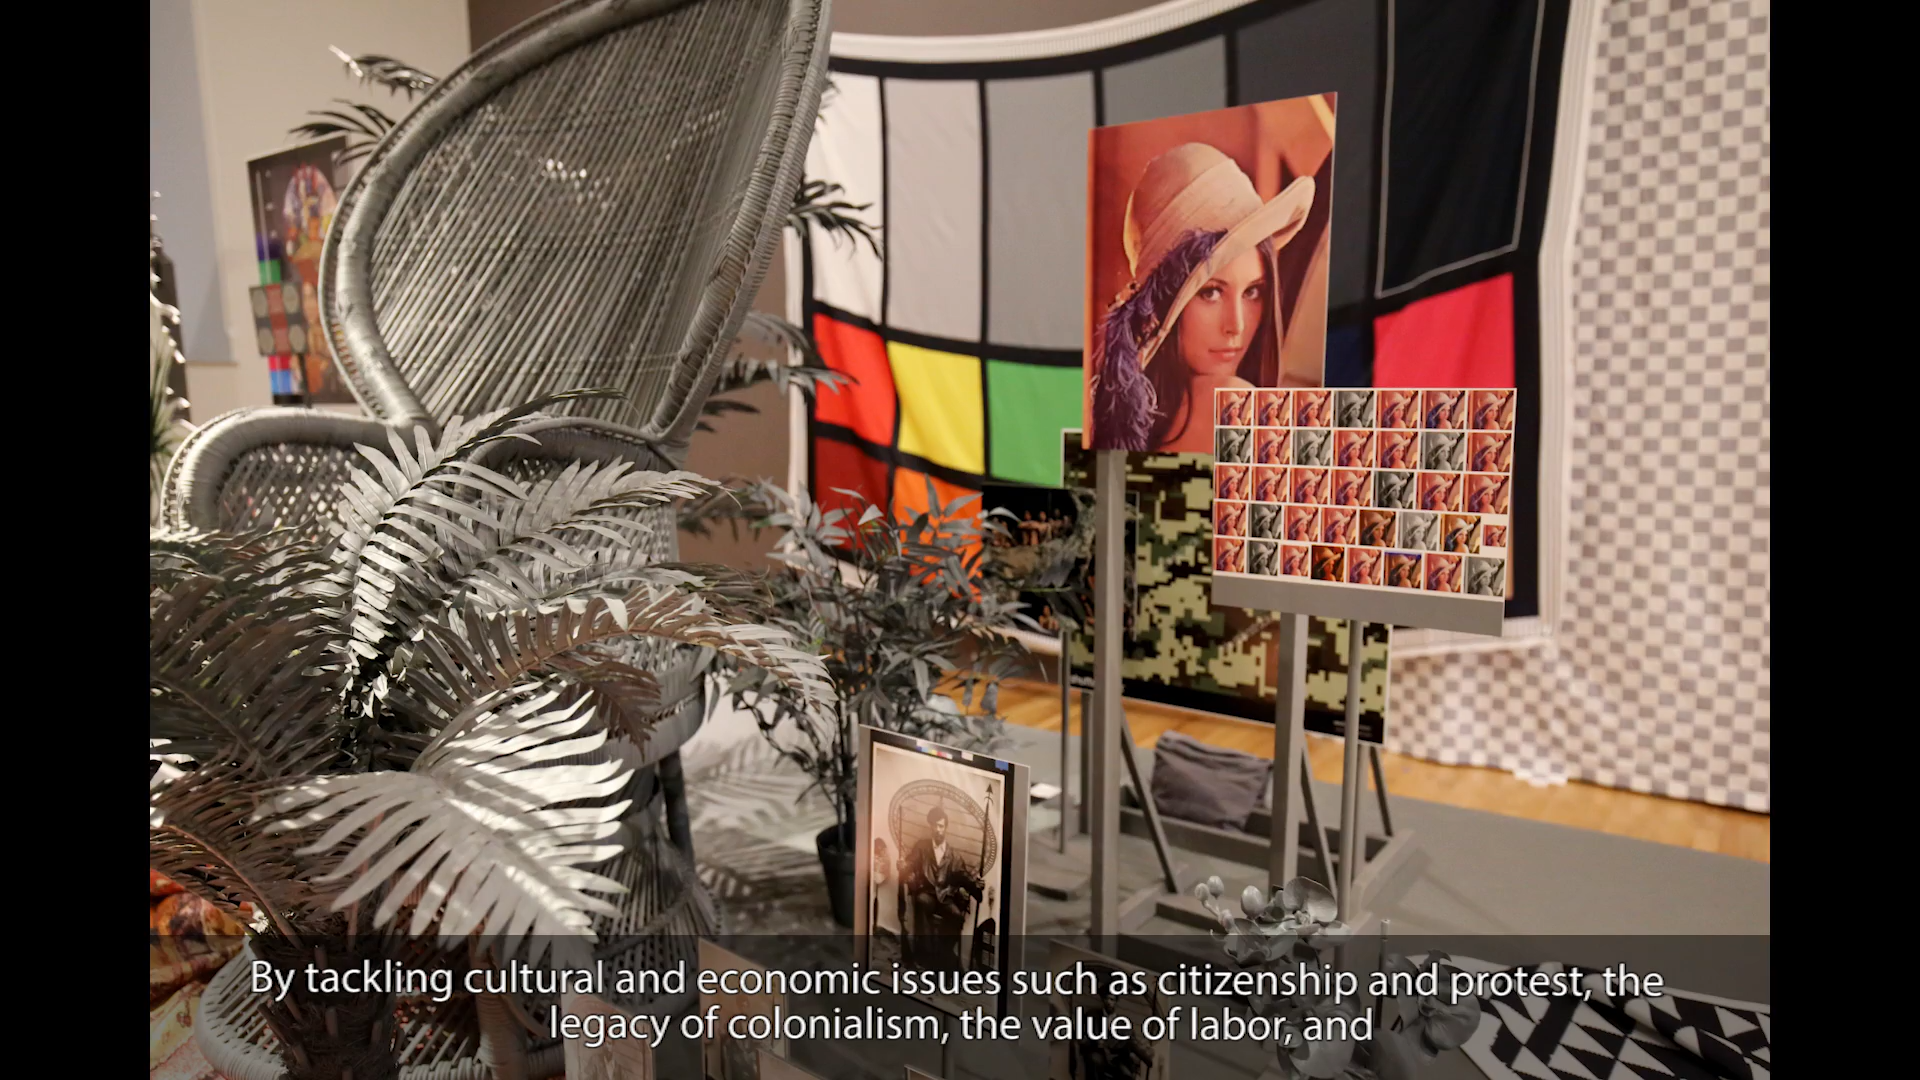 By tackling cultural and economic issues such as citizenship and protest, the
legacy of colonialism, the value of labor, and